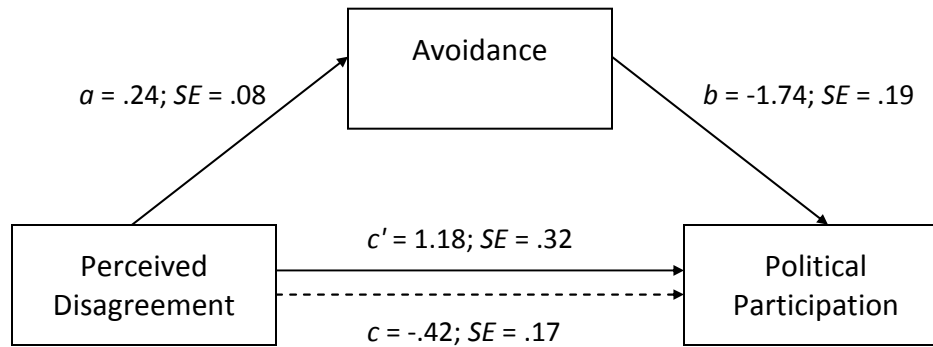 Avoidance
a = .24; SE = .08
b = -1.74; SE = .19
c' = 1.18; SE = .32
Perceived
Disagreement
Political
Participation
c = -.42; SE = .17